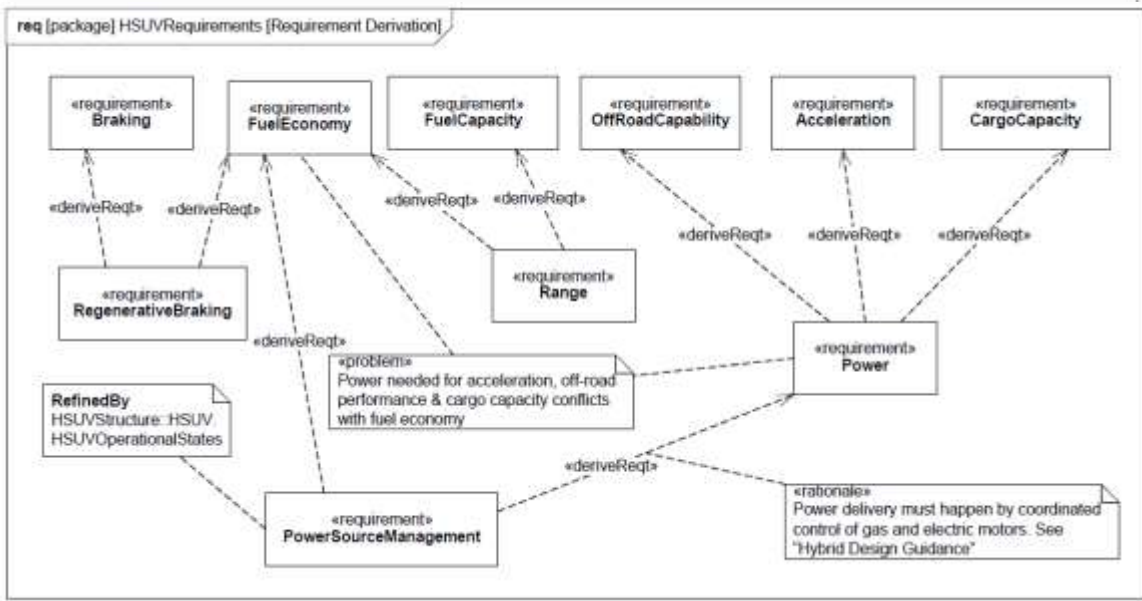 req [package] HSUVRequirements [Requirement Derivation]
«requirement»
Braking
«requirement»
FuelEconomy
«requirement»
FuelCapacity
«requirement»
OffRoadCapability
«requirement»
Acceleration
«requirement»
CargoCapacity
«deriveReqt»
«deriveReqt»
«deriveReqt»
«deriveReqt»
«deriveReqt»
«deriveReqt»
«deriveReqt»
«requirement»
RegenerativeBraking
«requirement»
Range
«deriveReqt»
«requirement»
Power
«problem»
Power needed for acceleration, off-road
performance & cargo capacity conflicts
with fuel economy
RefinedBy
HSUVStructure::HSUV.
HSUVOperationalStates
«deriveReqt»
«requirement»
PowerSourceManagement
«rationale»
Power delivery must happen by coordinated
control of gas and electric motors. See
"Hybrid Design Guidance"